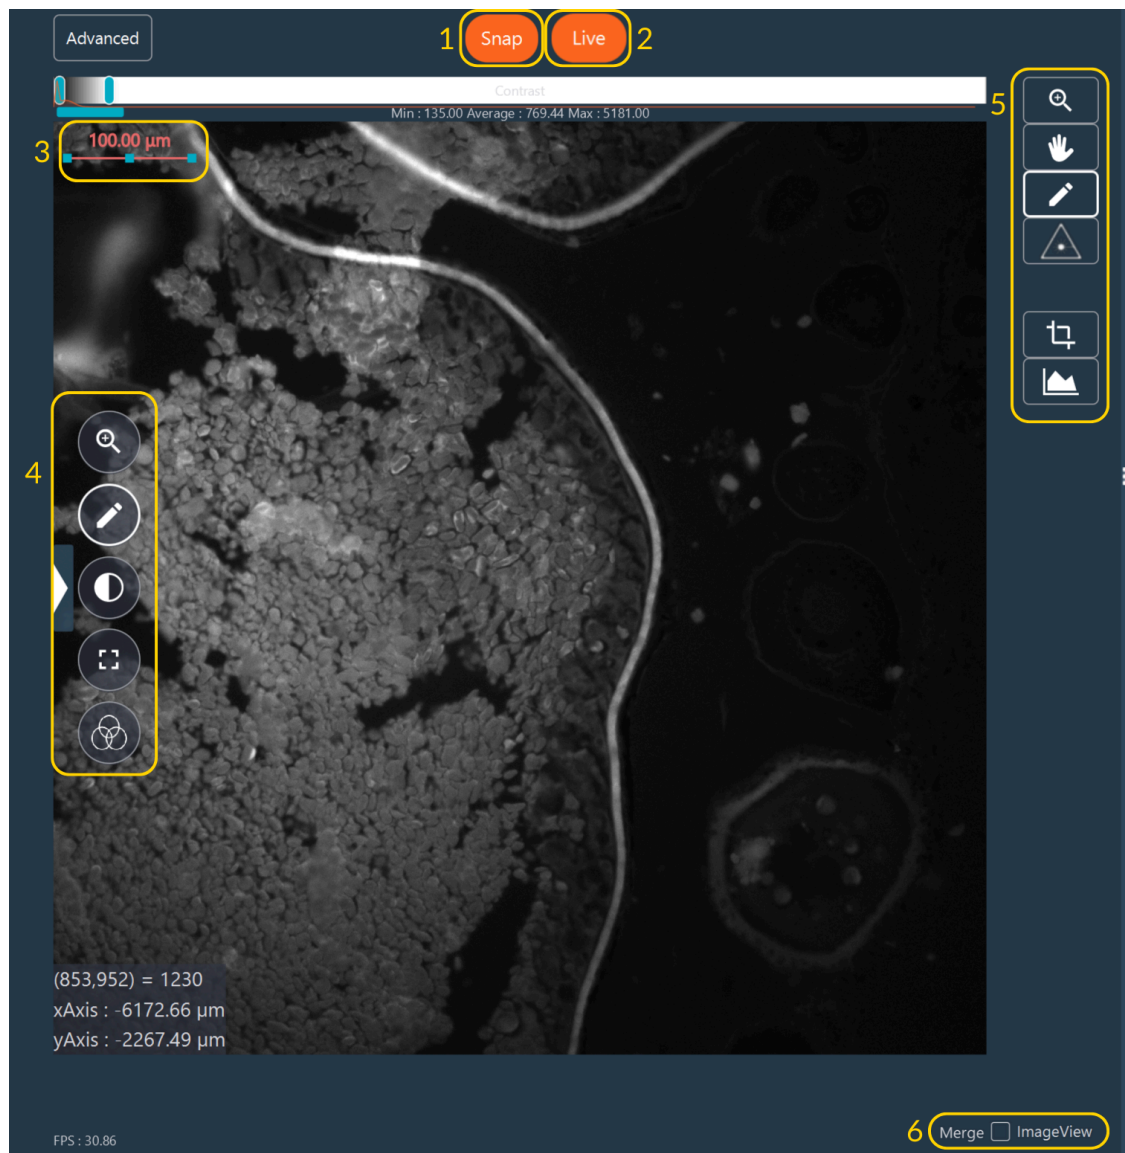 Advanced
1 Snap Live 2
Contrast
Min : 135.00 Average : 769.44 Max : 5181.00
3 100.00 µm
5
4
(853,952) = 1230
xAxis : -6172.66 µm
yAxis : -2267.49 µm
6 Merge ImageView
FPS : 30.86